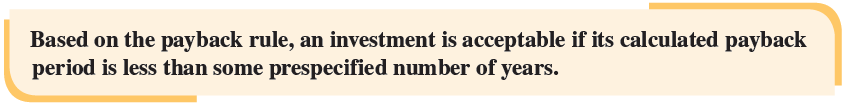 Based on the payback rule, an investment is acceptable if its calculated payback
period is less than some prespecified number of years.